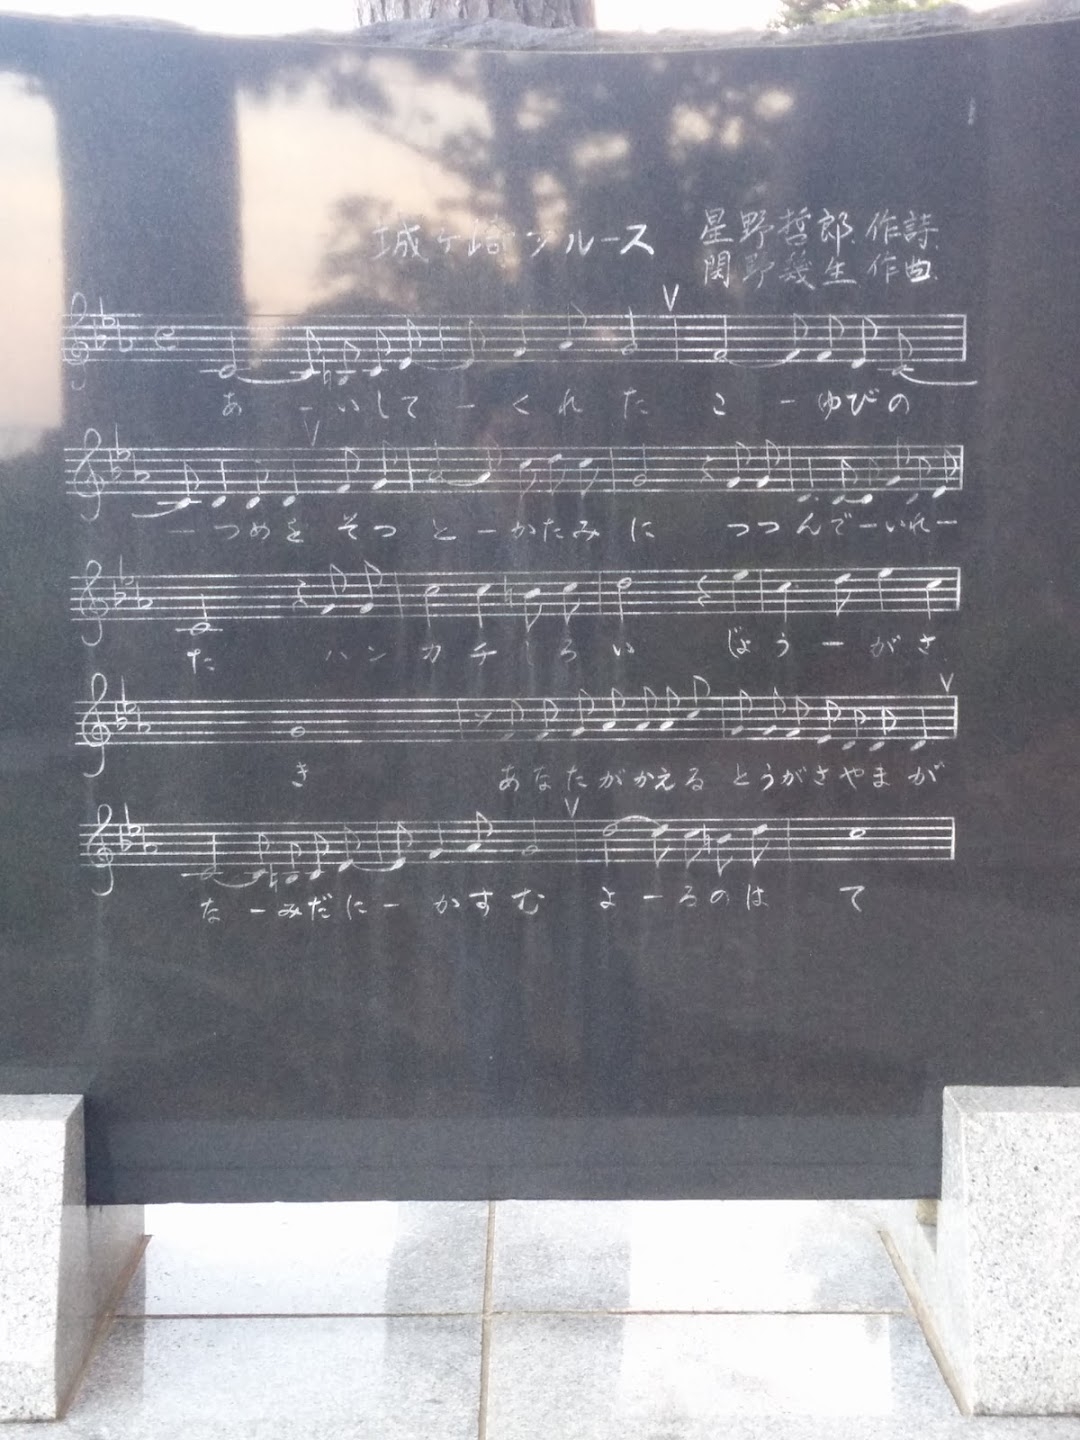 城ヶ崎ブルース 星野哲郎 作詩
関野幾生 作曲
あーいしてーくれた こーゆびの
ーつめを そっ とーかたみに つつんでーいれー
た ハンカチしろい じょうーがさ
き あなたがかえる とうがさやまが
なーみだにーかすむ よーるのは て